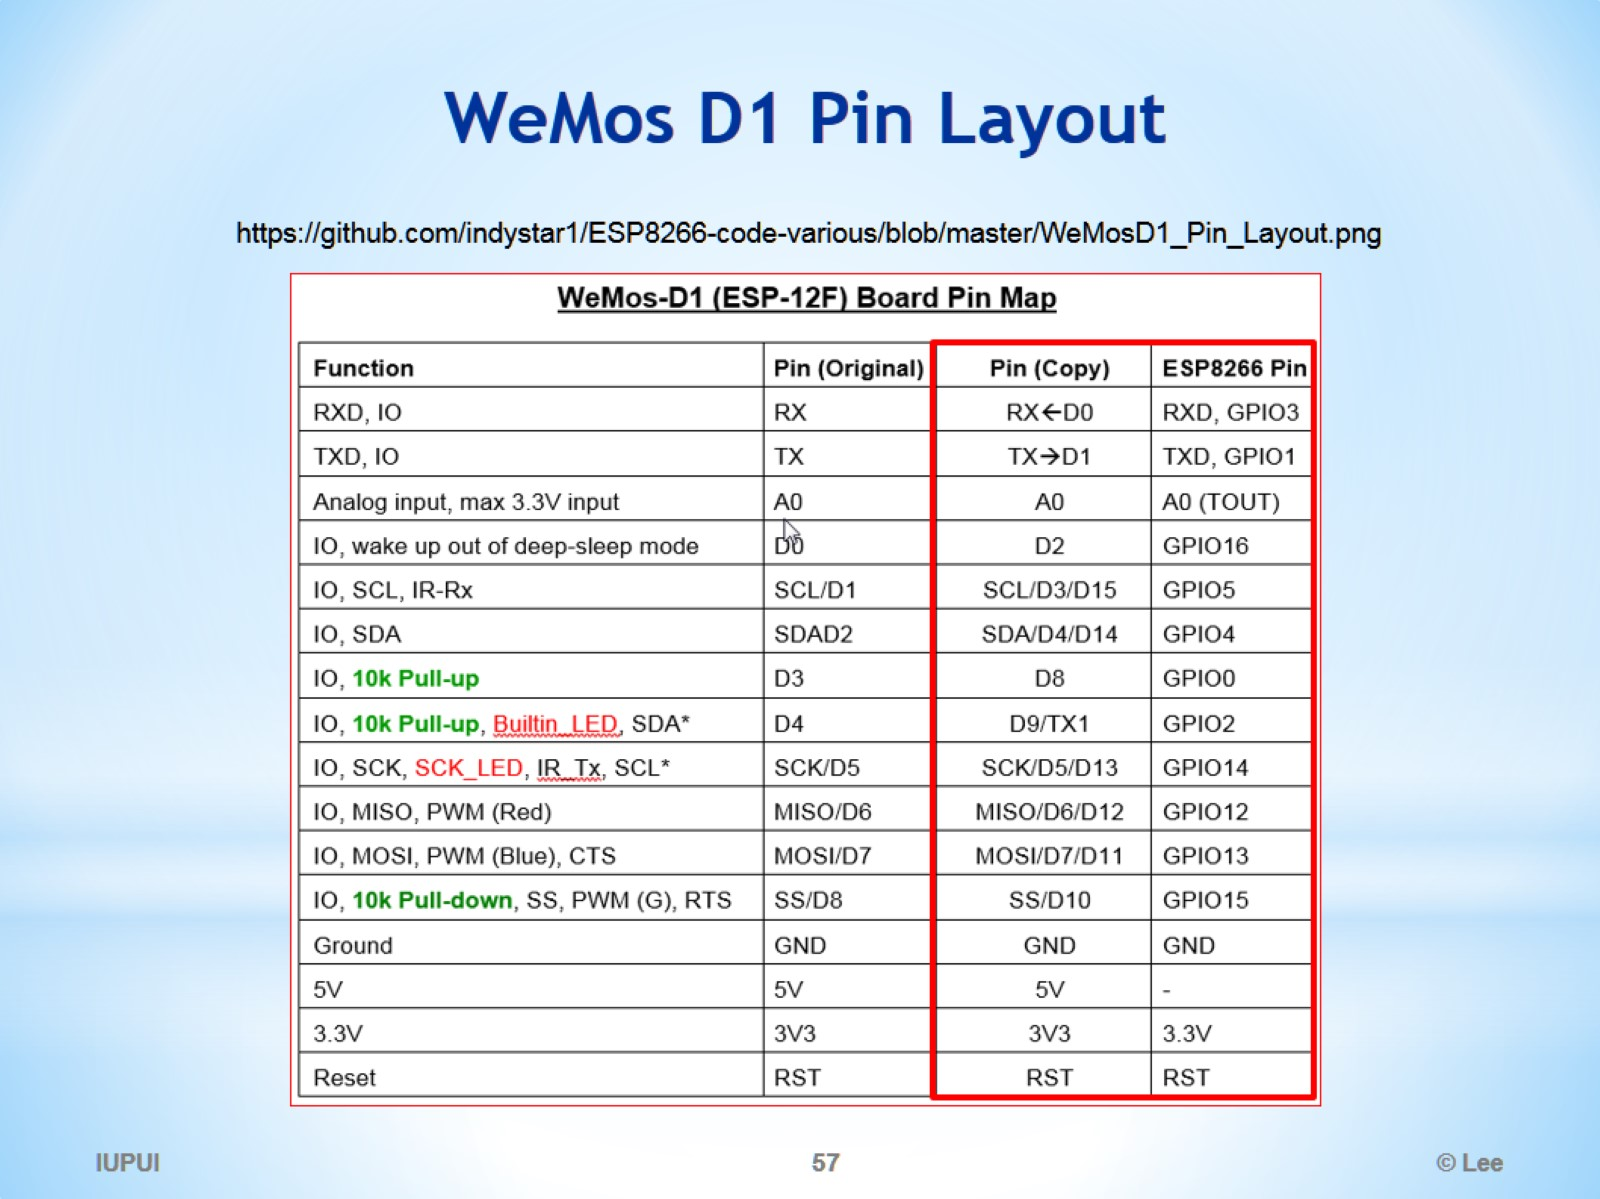 WeMos D1 Pin Layout
https://github.com/indystar1/ESP8266-code-various/blob/master/WeMosD1_Pin_Layout.png
WeMos-D1 (ESP-12F) Board Pin Map
Function Pin (Original) Pin (Copy) ESP8266 Pin
RXD, IO RX RX←D0 RXD, GPIO3
TXD, IO TX TX→D1 TXD, GPIO1
Analog input, max 3.3V input A0 A0 A0 (TOUT)
IO, wake up out of deep-sleep mode D0 D2 GPIO16
IO, SCL, IR-Rx SCL/D1 SCL/D3/D15 GPIO5
IO, SDA SDAD2 SDA/D4/D14 GPIO4
IO, 10k Pull-up D3 D8 GPIO0
IO, 10k Pull-up, Builtin_LED, SDA* D4 D9/TX1 GPIO2
IO, SCK, SCK_LED, IR_Tx, SCL* SCK/D5 SCK/D5/D13 GPIO14
IO, MISO, PWM (Red) MISO/D6 MISO/D6/D12 GPIO12
IO, MOSI, PWM (Blue), CTS MOSI/D7 MOSI/D7/D11 GPIO13
IO, 10k Pull-down, SS, PWM (G), RTS SS/D8 SS/D10 GPIO15
Ground GND GND GND
5V 5V 5V -
3.3V 3V3 3V3 3.3V
Reset RST RST RST
IUPUI 57 © Lee